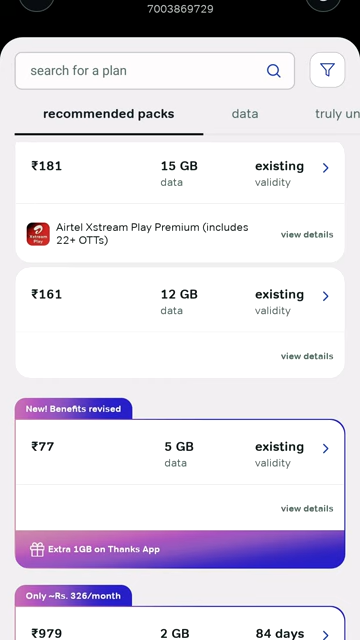 7003869729
search for a plan
recommended packs data truly un
₹181 15 GB existing
data validity
Xstream Play
Airtel Xstream Play Premium (includes
22+ OTTs)
view details
₹161 12 GB existing
data validity
view details
New! Benefits revised
₹77 5 GB existing
data validity
view details
Extra 1GB on Thanks App
Only ~Rs. 326/month
₹979 2 GB 84 days